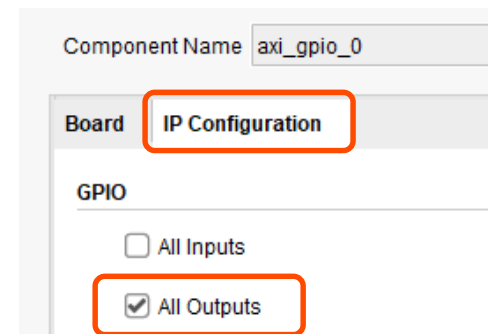 Component Name axi_gpio_0
Board IP Configuration
GPIO
All Inputs
All Outputs